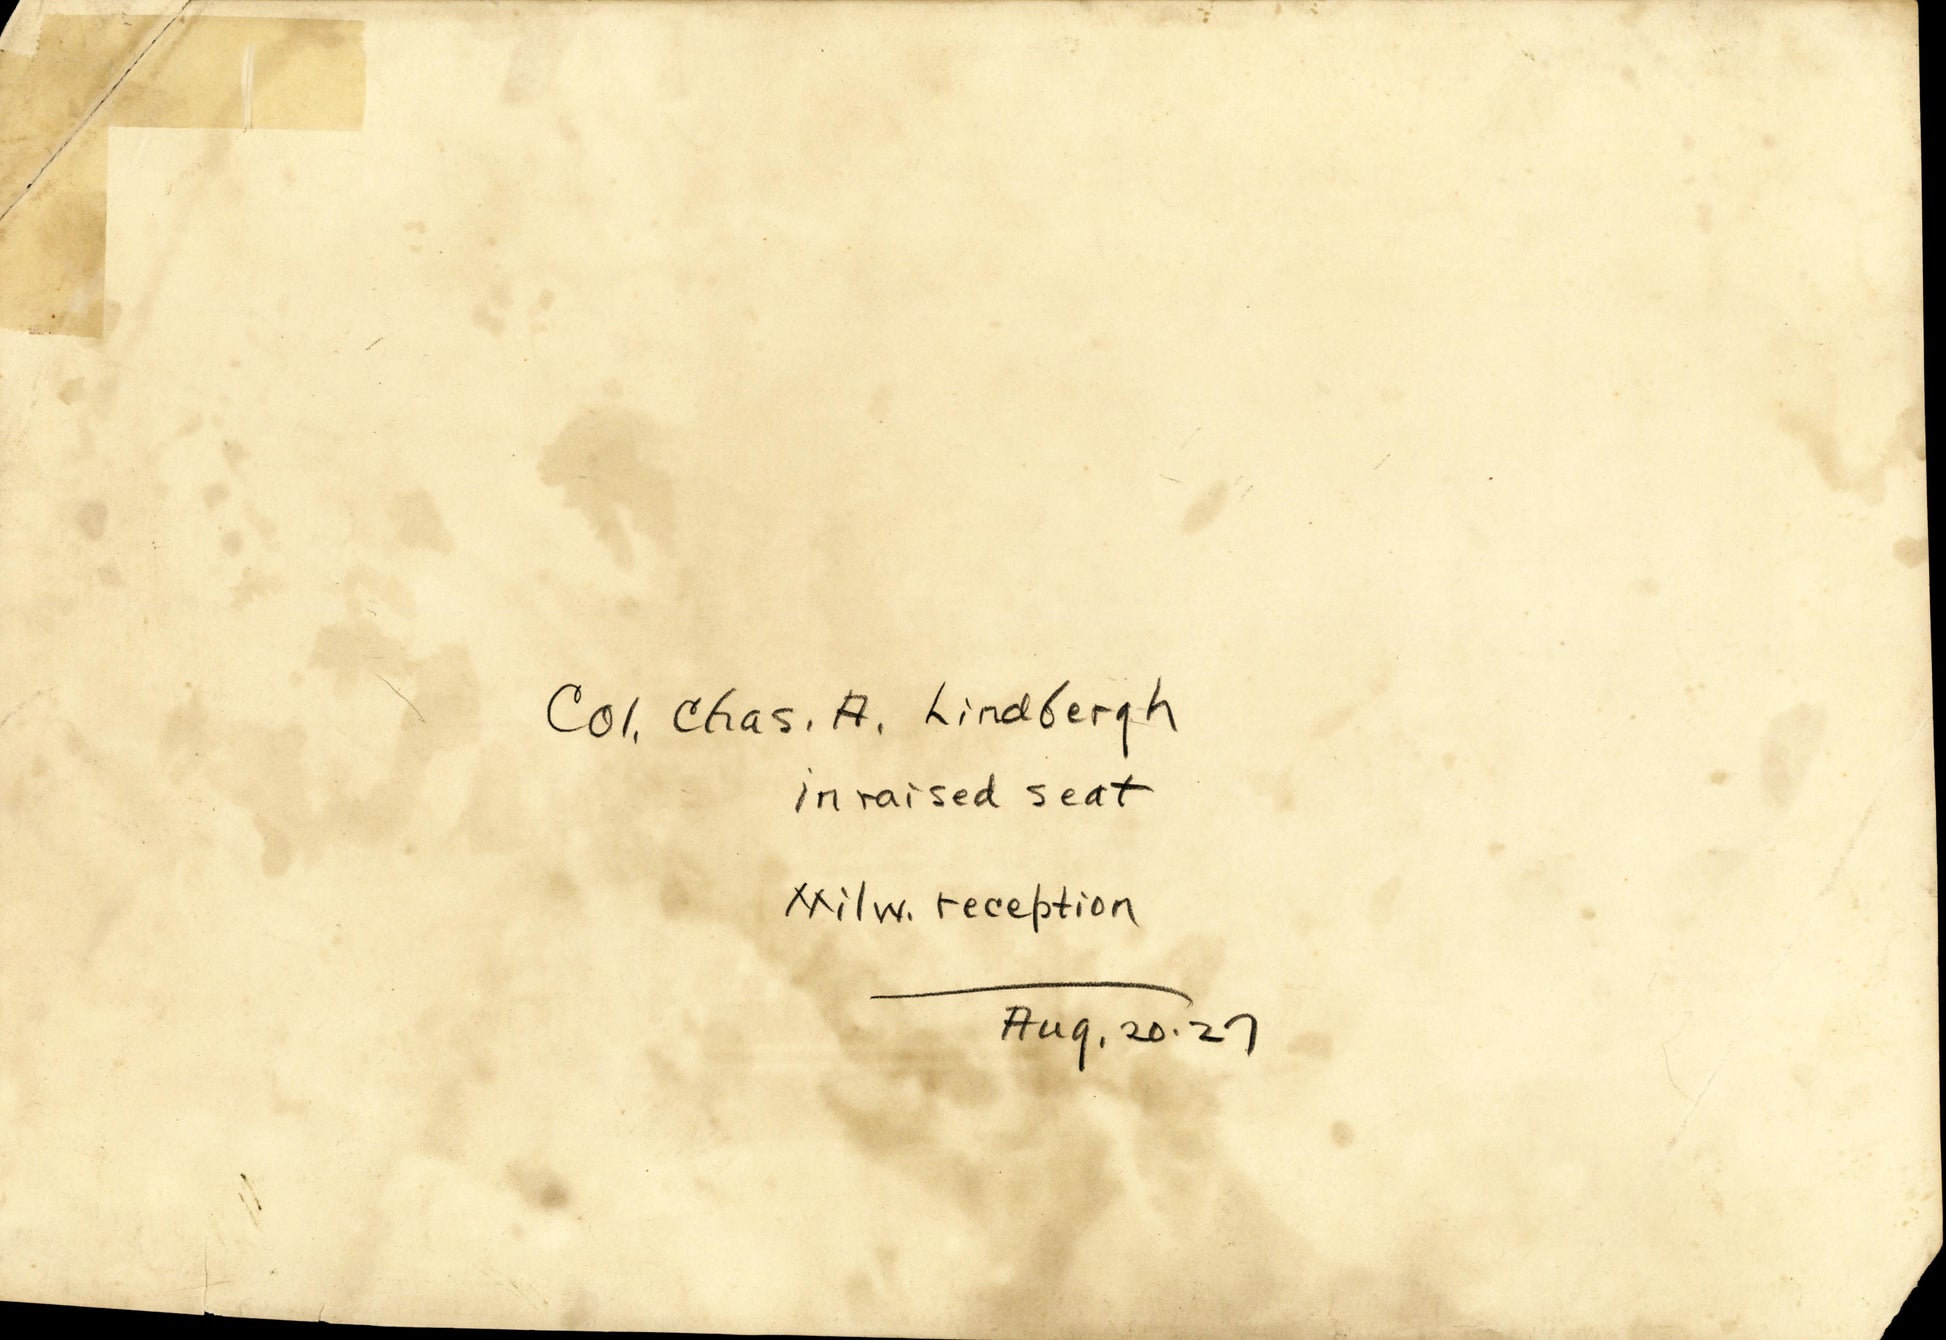 Col. Chas. A. Lindbergh
in raised seat
Milw. reception
Aug. 20.27